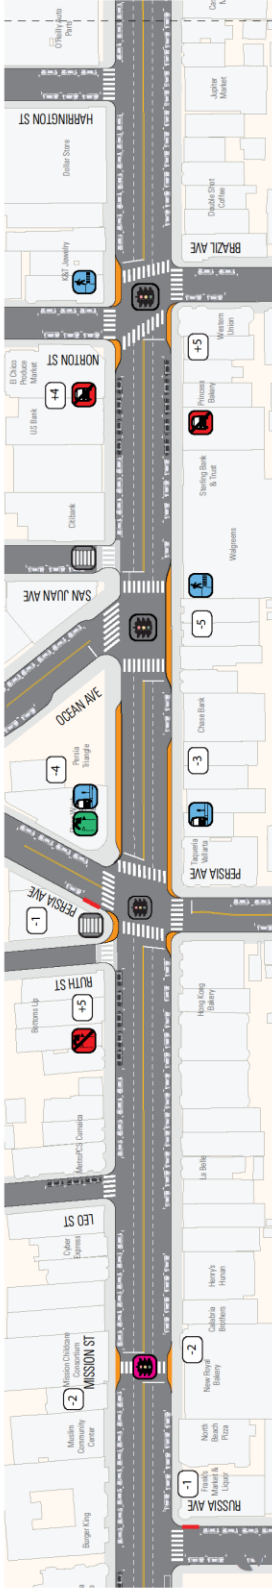 O'Reilly Auto
Parts
HARRINGTON ST
Dollar Store
Jupiter
Market
Double Shot
Coffee
BRAZIL AVE
K&T Jewelry
NORTON ST
El Chico
Produce
Market
+4
US Bank
Citibank
+5
Western
Union
Princess
Bakery
Sterling Bank
& Trust
Walgreens
SAN JUAN AVE
-5
OCEAN AVE
Chase Bank
-4
Persia
Triangle
-3
Taqueria
Vallarta
PERSIA AVE
PERSIA AVE
-1
RUTH ST
+5
Bottoms Up
Hong Kong
Bakery
MetroPCS
Jamaica
La Belle
LEO ST
Cyber
Express
Henry's
Hunan
Calabria
Brothers
MISSION ST
Mission Childcare
Consortium
-2
Muslim
Community
Center
-2
New Royal
Bakery
North
Beach
Pizza
-1
Frank's
Market &
Liquor
RUSSIA AVE
Burger King